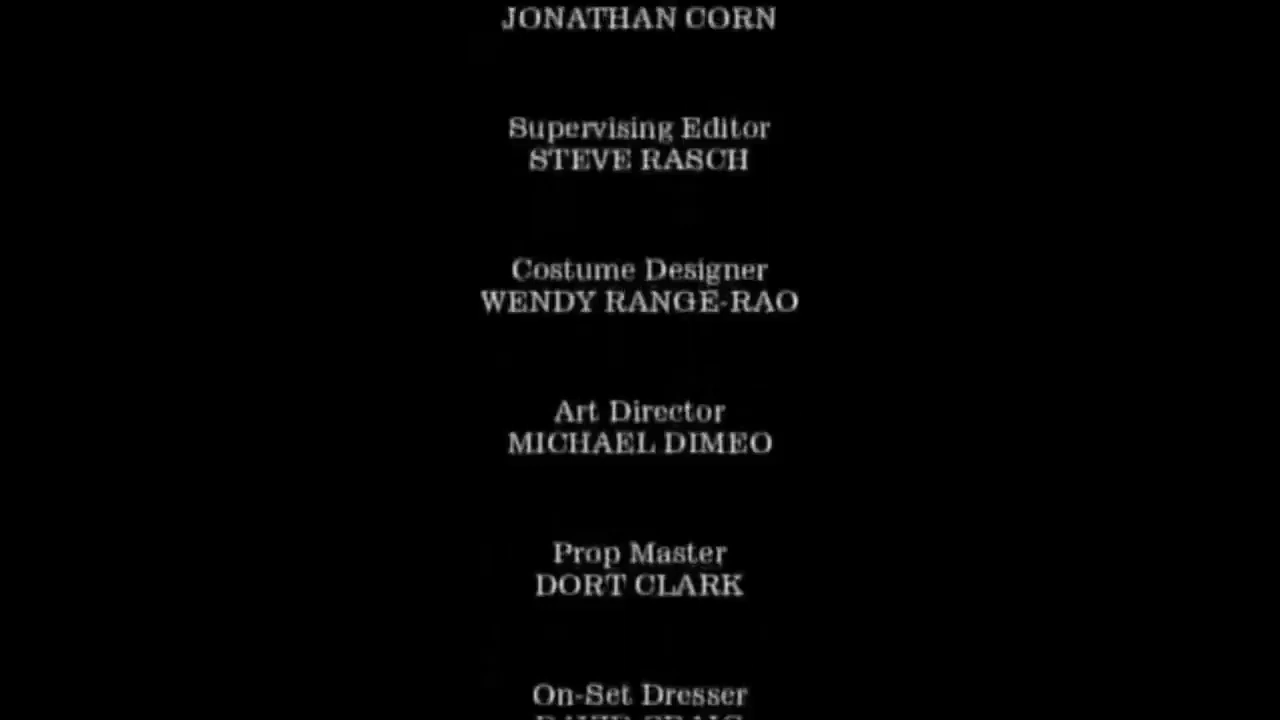 JONATHAN CORN
Supervising Editor
STEVE RASCH
Costume Designer
WENDY RANGE-RAO
Art Director
MICHAEL DIMEO
Prop Master
DORT CLARK
On-Set Dresser